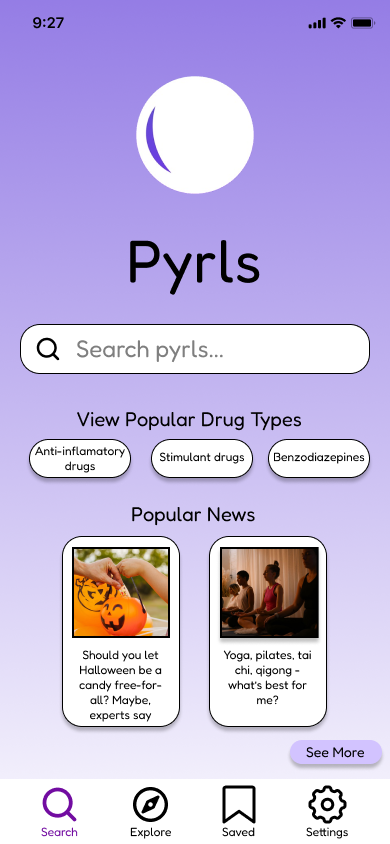 9:27
Pyrls
Search pyrls...
View Popular Drug Types
Anti-inflamatory
drugs
Stimulant drugs
Benzodiazepines
Popular News
Should you let
Halloween be a
candy free-for-
all? Maybe,
experts say
Yoga, pilates, tai
chi, qigong -
what's best for
me?
See More
Search
Explore
Saved
Settings